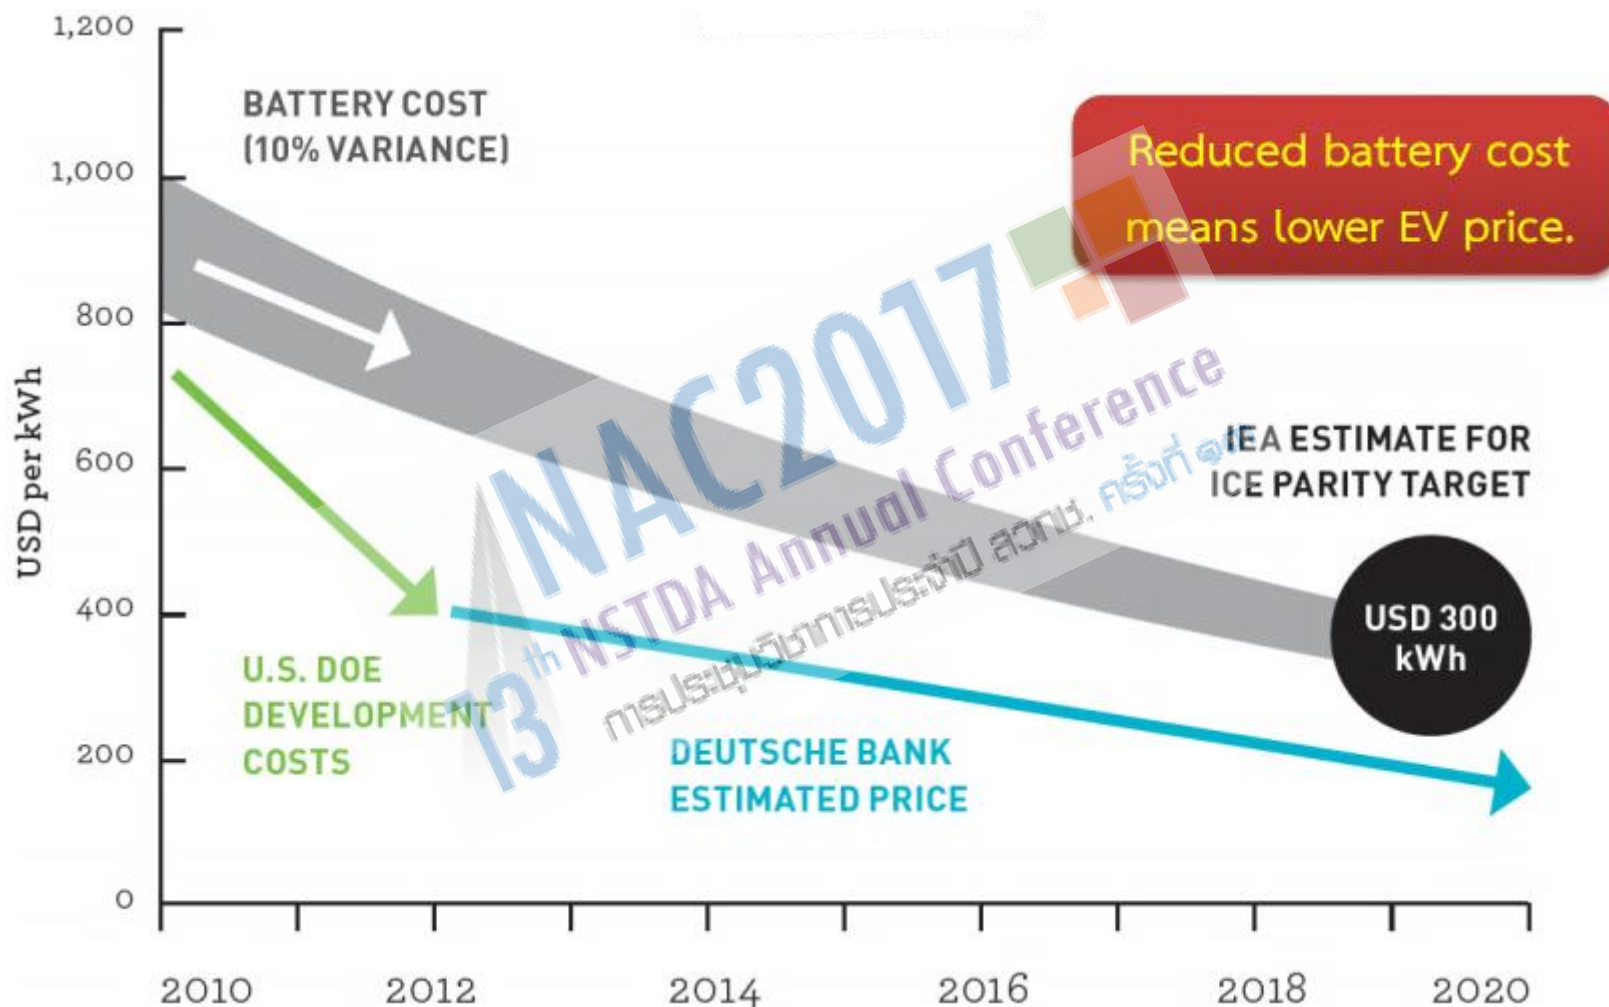 1,200
BATTERY COST
(10% VARIANCE)
1,000
Reduced battery cost
means lower EV price.
800
USD per kWh
600
IEA ESTIMATE FOR
ICE PARITY TARGET
NAC2017
13th NSTDA Annual Conference
การประชุมวิชาการประจำปี สวทช. ครั้งที่ ๑๓
400
USD 300
kWh
U.S. DOE
DEVELOPMENT
COSTS
200
DEUTSCHE BANK
ESTIMATED PRICE
0
2010 2012 2014 2016 2018 2020